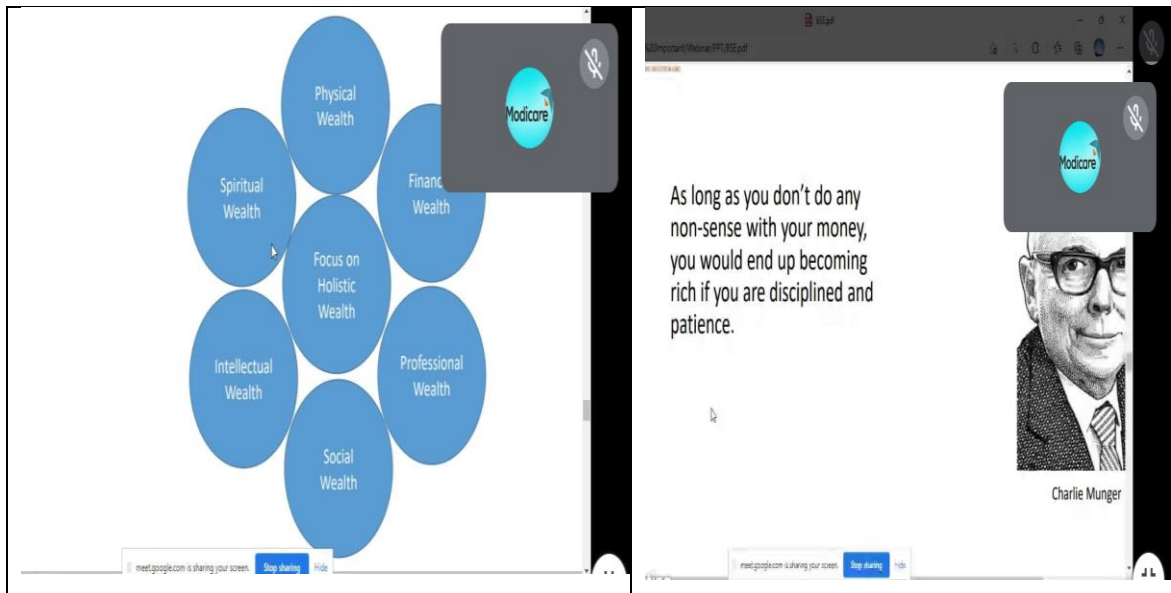 Physical
Wealth
Modicare
Spiritual
Wealth
Wealth
Focus on
Holistic
Wealth
Intellectual
Wealth
Professional
Wealth
Social
Wealth
meet.google.com is sharing your screen.
Stop sharing
Hide
BSE.pdf
Modicare
As long as you don't do any
non-sense with your money,
you would end up becoming
rich if you are disciplined and
patience.
Charlie Munger
meet.google.com is sharing your screen.
Stop sharing
Hide